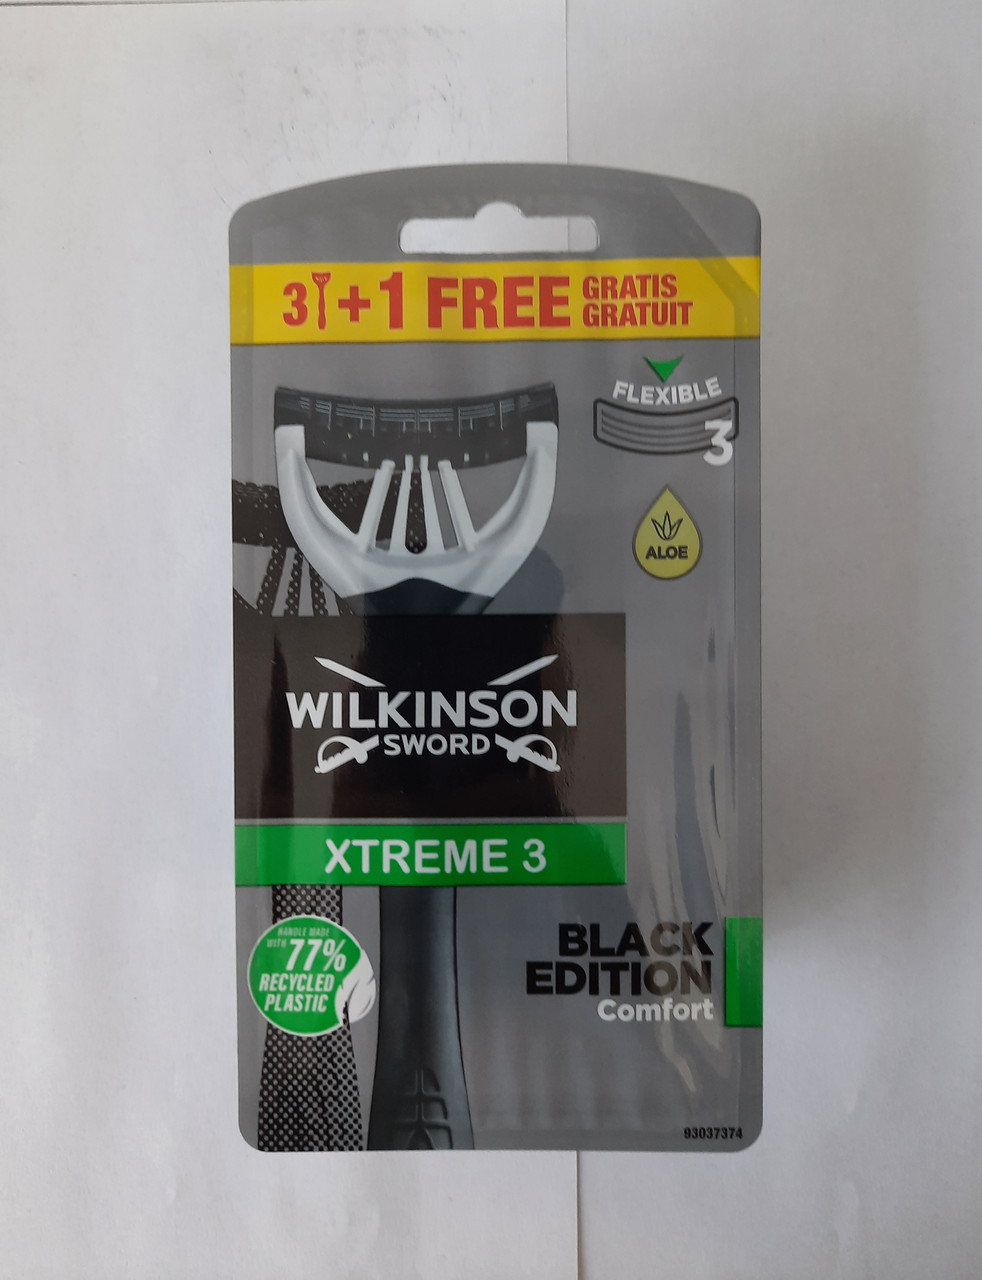 3 +1 FREE GRATIS
GRATUIT
FLEXIBLE
3
ALOE
WILKINSON
SWORD
XTREME 3
HANDLE MADE
WITH 77%
RECYCLED
PLASTIC
BLACK
EDITION
Comfort
93037374